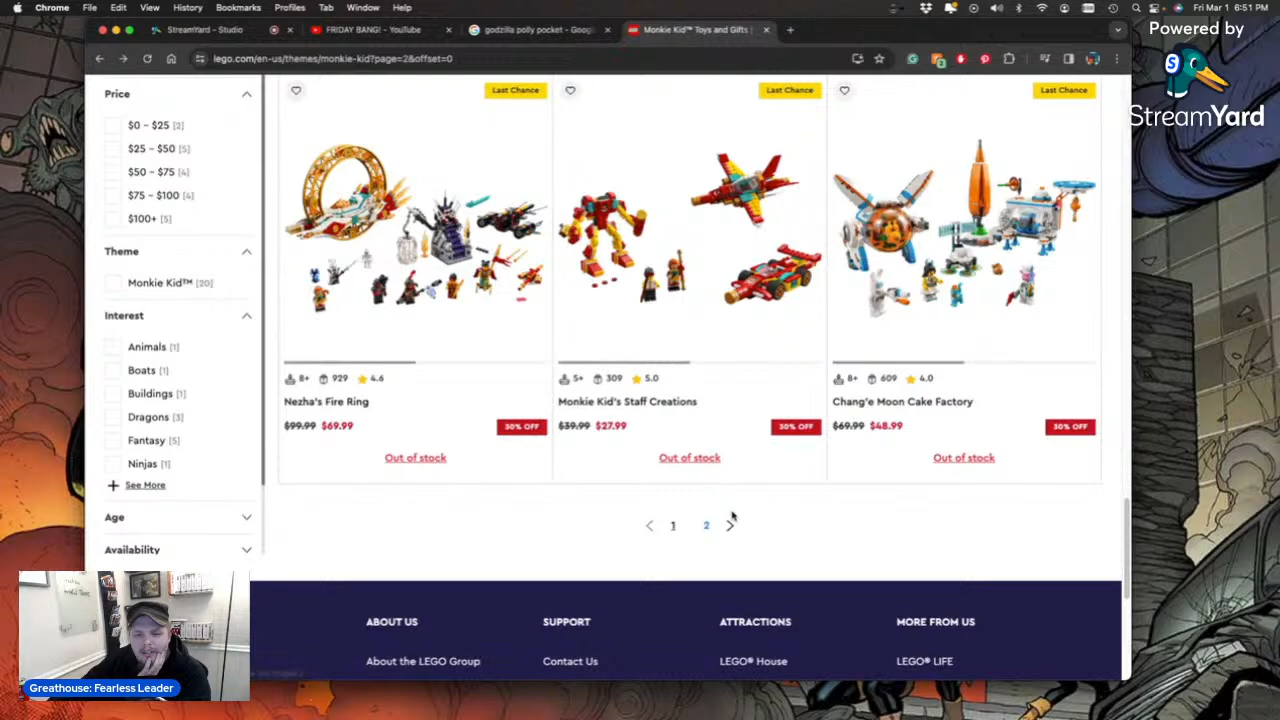 Chrome File Edit View History Bookmarks Profiles Tab Window Help
Fri Mar 1 6:51 PM
StreamYard - Studio
FRIDAY BANG! - YouTube
godzilla polly pocket - Goog
Monkie Kid™ Toys and Gifts |
lego.com/en-us/themes/monkie-kid?page=2&offset=0
Powered by
StreamYard
Price
$0 – $25 [2]
$25 – $50 [5]
$50 – $75 [4]
$75 – $100 [4]
$100+ [5]
Theme
Monkie Kid™ [20]
Interest
Animals [1]
Boats [1]
Buildings [1]
Dragons [3]
Fantasy [5]
Ninjas [1]
+ See More
Age
Availability
Last Chance
8+ 929 4.6
Nezha's Fire Ring
$99.99 $69.99 30% OFF
Out of stock
Last Chance
5+ 309 5.0
Monkie Kid's Staff Creations
$39.99 $27.99 30% OFF
Out of stock
Last Chance
8+ 609 4.0
Chang'e Moon Cake Factory
$69.99 $48.99 30% OFF
Out of stock
< 1 2 >
ABOUT US SUPPORT ATTRACTIONS MORE FROM US
About the LEGO Group Contact Us LEGO® House LEGO® LIFE
Greathouse: Fearless Leader